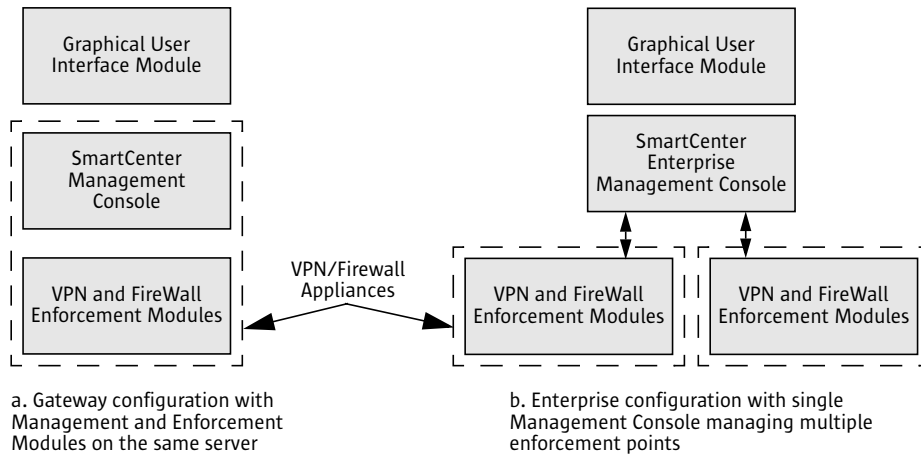 Graphical User
Interface Module
SmartCenter
Management
Console
VPN and FireWall
Enforcement Modules
VPN/Firewall
Appliances
Graphical User
Interface Module
SmartCenter
Enterprise
Management Console
VPN and FireWall
Enforcement Modules
VPN and FireWall
Enforcement Modules
a. Gateway configuration with
Management and Enforcement
Modules on the same server
b. Enterprise configuration with single
Management Console managing multiple
enforcement points